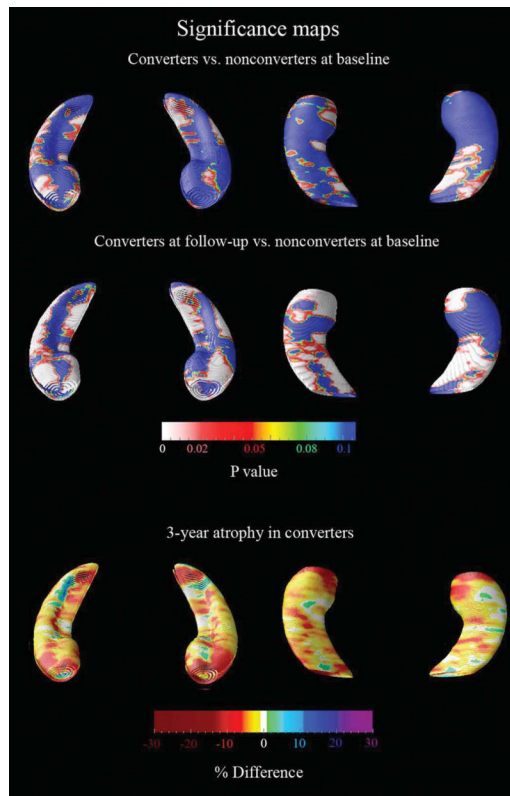 Significance maps
Converters vs. nonconverters at baseline
Converters at follow-up vs. nonconverters at baseline
0 0.02 0.05 0.08 0.1
P value
3-year atrophy in converters
-30 -20 -10 0 10 20 30
% Difference